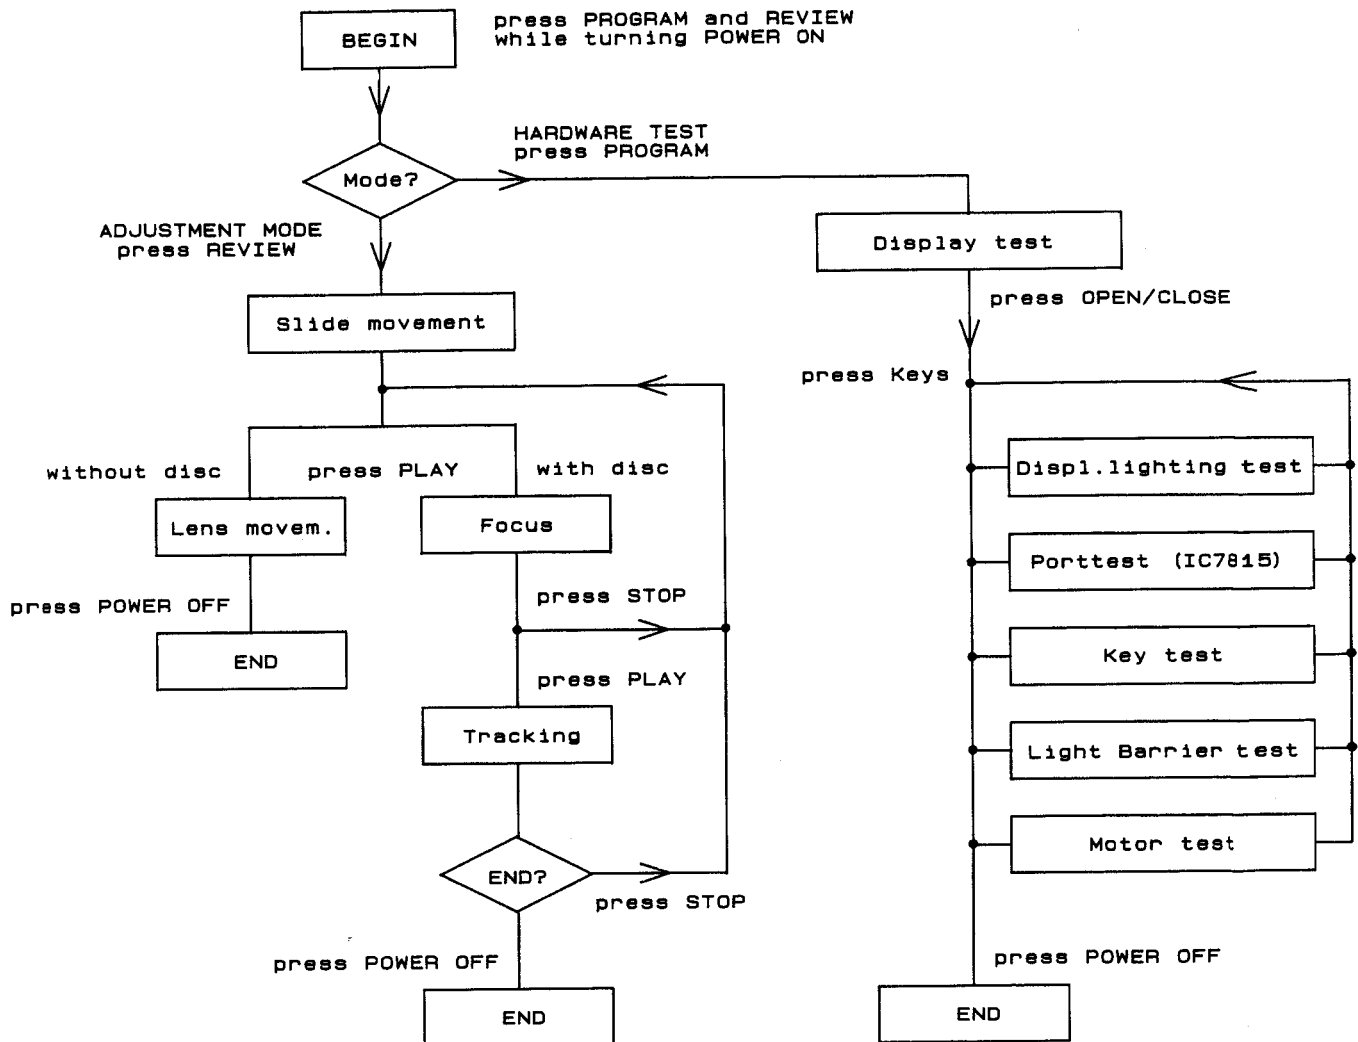 BEGIN
press PROGRAM and REVIEW
while turning POWER ON
Mode?
HARDWARE TEST
press PROGRAM
ADJUSTMENT MODE
press REVIEW
Slide movement
Display test
press OPEN/CLOSE
press Keys
without disc
press PLAY
with disc
Lens movem.
Focus
press POWER OFF
END
press STOP
press PLAY
Tracking
END?
press STOP
press POWER OFF
END
Displ.lighting test
Porttest (IC7815)
Key test
Light Barrier test
Motor test
press POWER OFF
END